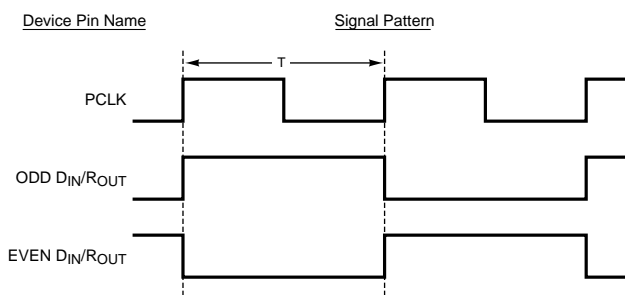 Device Pin Name
Signal Pattern
T
PCLK
ODD DIN/ROUT
EVEN DIN/ROUT